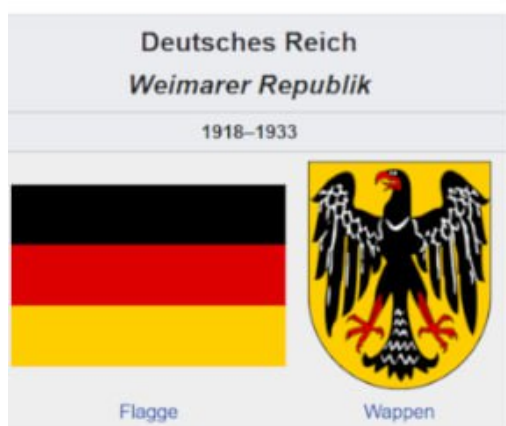 Deutsches Reich
Weimarer Republik
1918–1933
Flagge
Wappen